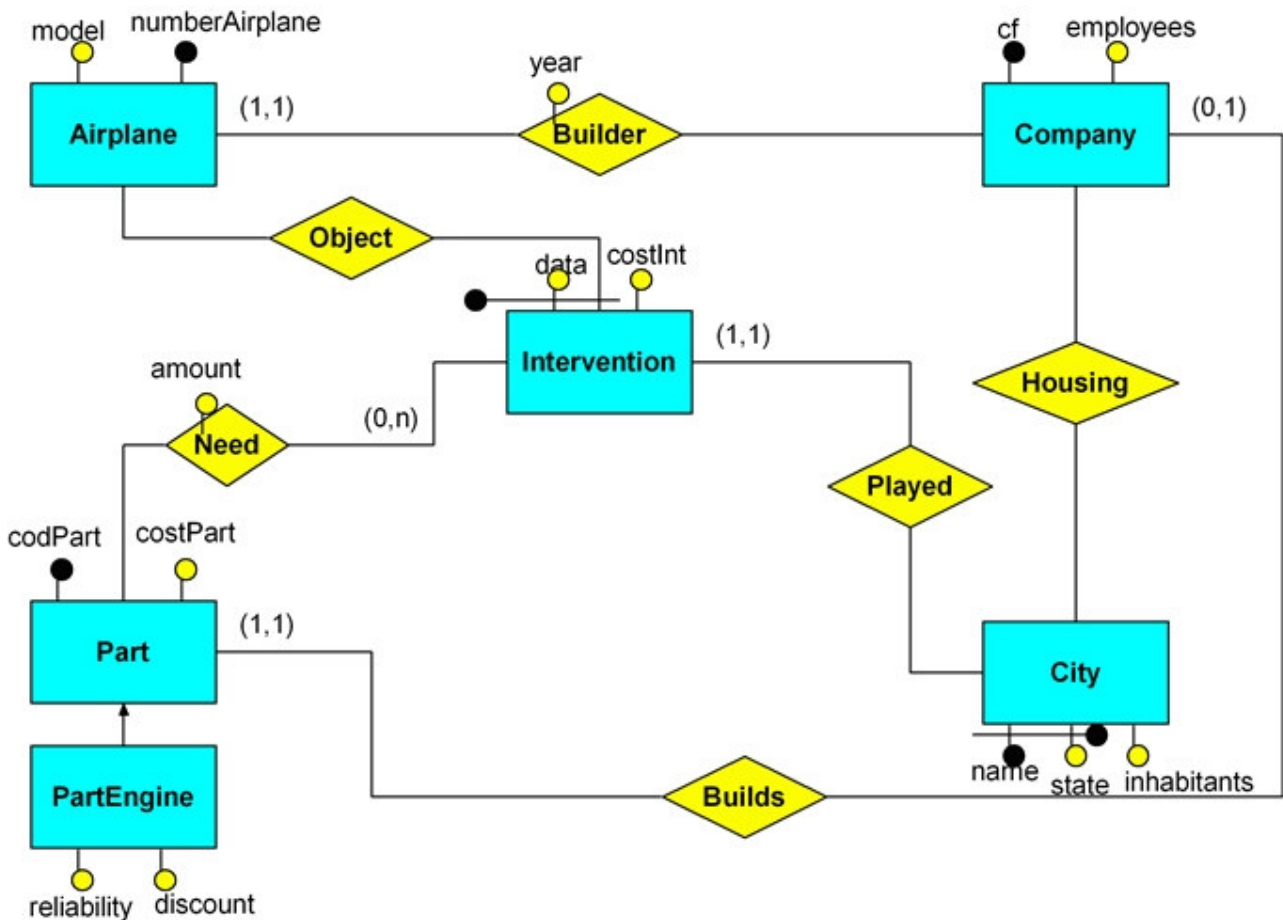 model
numberAirplane
cf
employees
year
Airplane
(1,1)
Builder
Company
(0,1)
Object
data
costInt
Intervention
(1,1)
Housing
amount
Need
(0,n)
Played
codPart
costPart
Part
(1,1)
City
name
state
inhabitants
PartEngine
Builds
reliability
discount